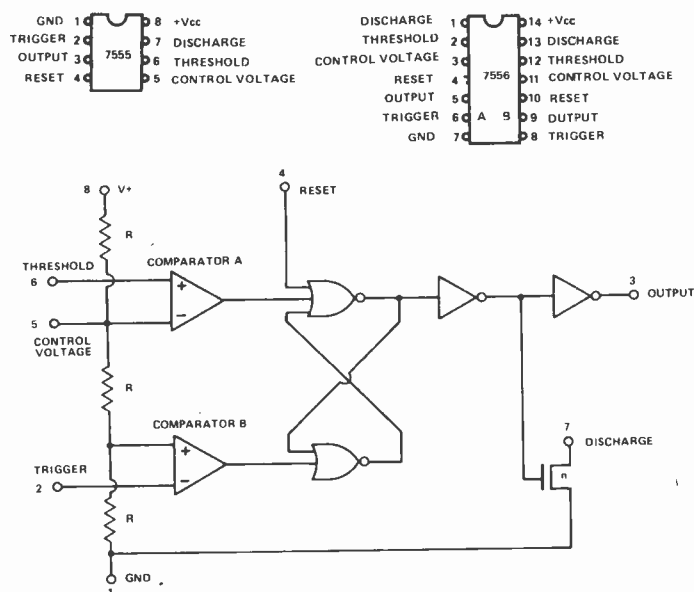 GND 1 8 +Vcc
TRIGGER 2 7 DISCHARGE
OUTPUT 3 7555 6 THRESHOLD
RESET 4 5 CONTROL VOLTAGE
DISCHARGE 1 14 +Vcc
THRESHOLD 2 13 DISCHARGE
CONTROL VOLTAGE 3 12 THRESHOLD
RESET 4 7556 11 CONTROL VOLTAGE
OUTPUT 5 10 RESET
TRIGGER 6 A B 9 OUTPUT
GND 7 8 TRIGGER
4
RESET
8 V+
R
THRESHOLD
6
COMPARATOR A
+
−
5
CONTROL
VOLTAGE
3
OUTPUT
R
COMPARATOR B
+
−
TRIGGER
2
7
DISCHARGE
n
R
GND
1